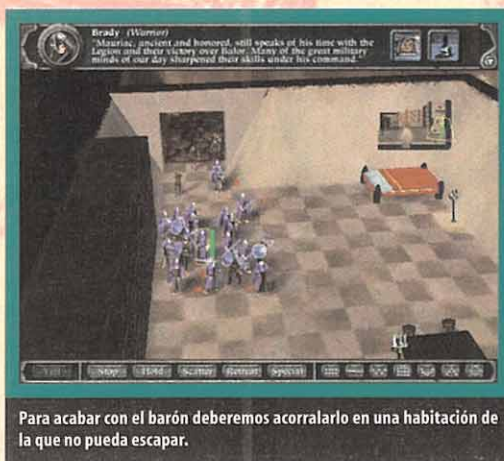 Brady (Warrior)
"Mauriac, ancient and honored, still speaks of his time with the
Legion and their victory over Balor. Many of the great military
minds of our day sharpened their skills under his command."
Stop Hold Scatter Retreat Special
Para acabar con el barón deberemos acorralarlo en una habitación de
la que no pueda escapar.